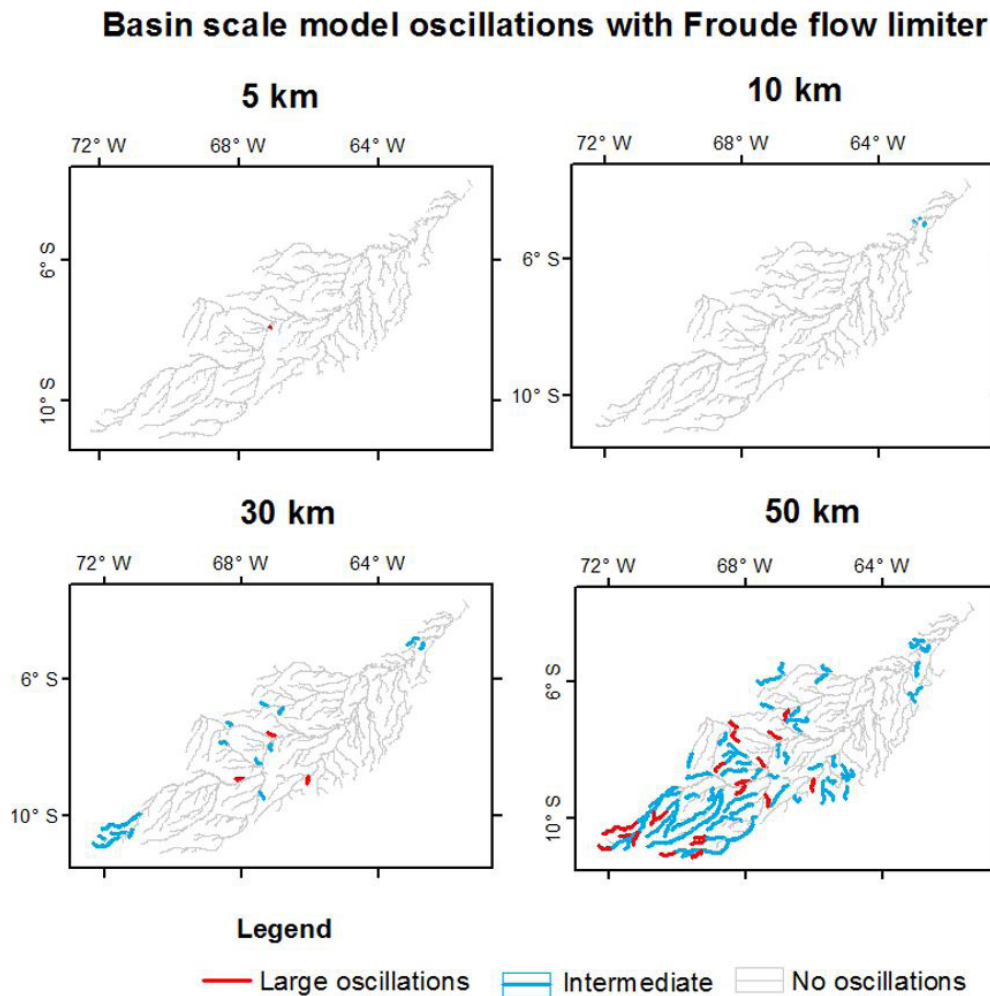 Basin scale model oscillations with Froude flow limiter
5 km
10 km
72° W 68° W 64° W
72° W 68° W 64° W
6° S
10° S
6° S
10° S
30 km
50 km
72° W 68° W 64° W
72° W 68° W 64° W
6° S
10° S
6° S
10° S
Legend
Large oscillations Intermediate No oscillations